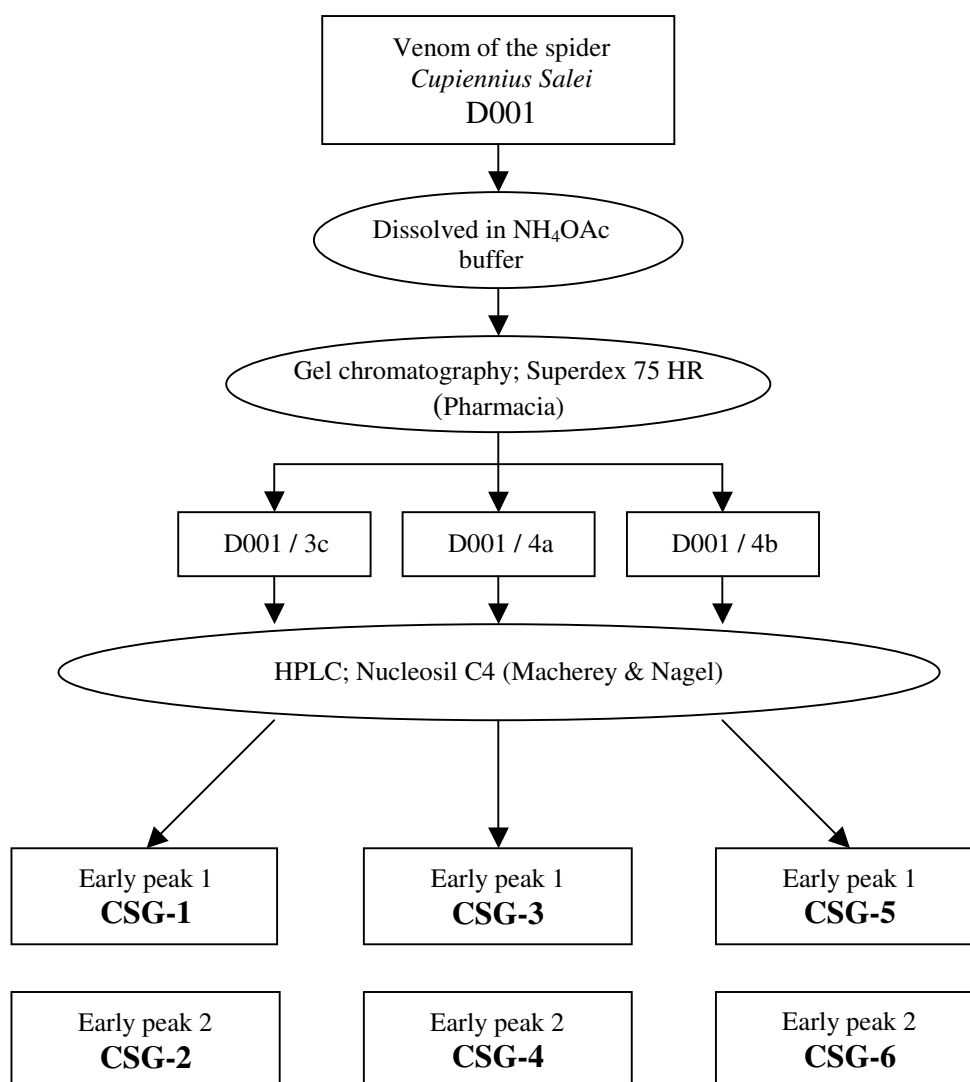 Venom of the spider
Cupiennius Salei
D001
Dissolved in NH₄OAc
buffer
Gel chromatography; Superdex 75 HR
(Pharmacia)
D001 / 3c
D001 / 4a
D001 / 4b
HPLC; Nucleosil C4 (Macherey & Nagel)
Early peak 1
CSG-1
Early peak 1
CSG-3
Early peak 1
CSG-5
Early peak 2
CSG-2
Early peak 2
CSG-4
Early peak 2
CSG-6